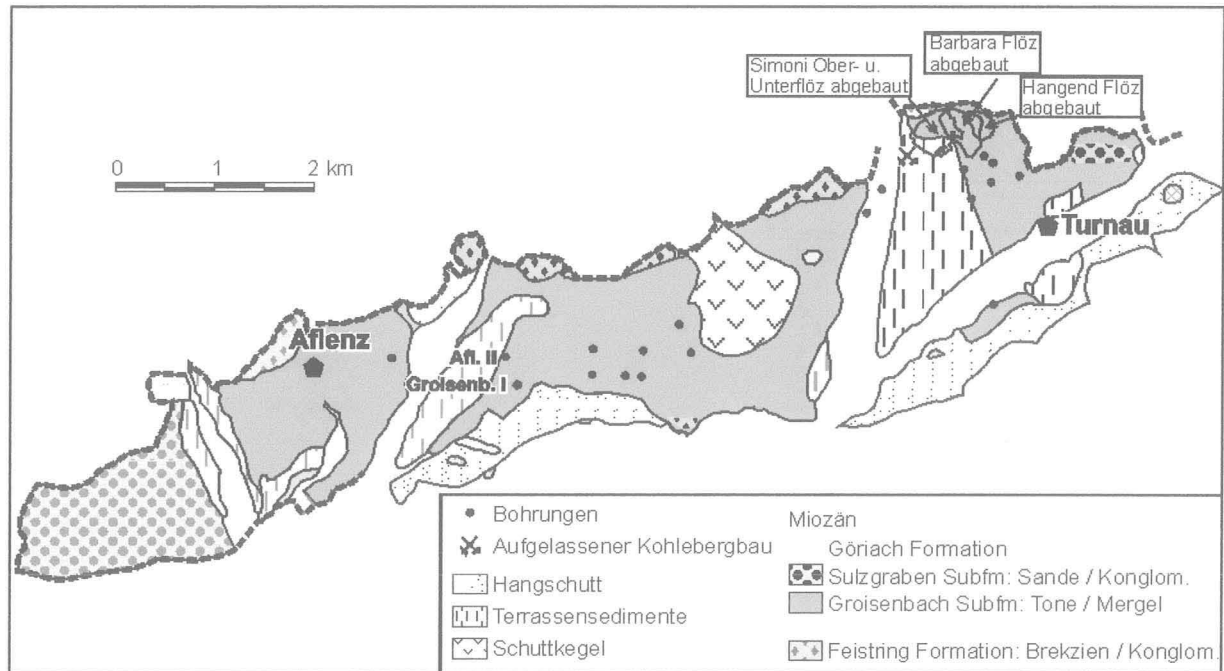 Barbara Flöz
abgebaut
Simoni Ober- u.
Unterflöz abgebaut
Hangend Flöz
abgebaut
0 1 2 km
Turnau
Aflenz
Afl. II
Groisenb. I
Bohrungen
Aufgelassener Kohlebergbau
Hangschutt
Terrassensedimente
Schuttkegel
Miozän
Göriach Formation
Sulzgraben Subfm: Sande / Konglom.
Groisenbach Subfm: Tone / Mergel
Feistring Formation: Brekzien / Konglom.